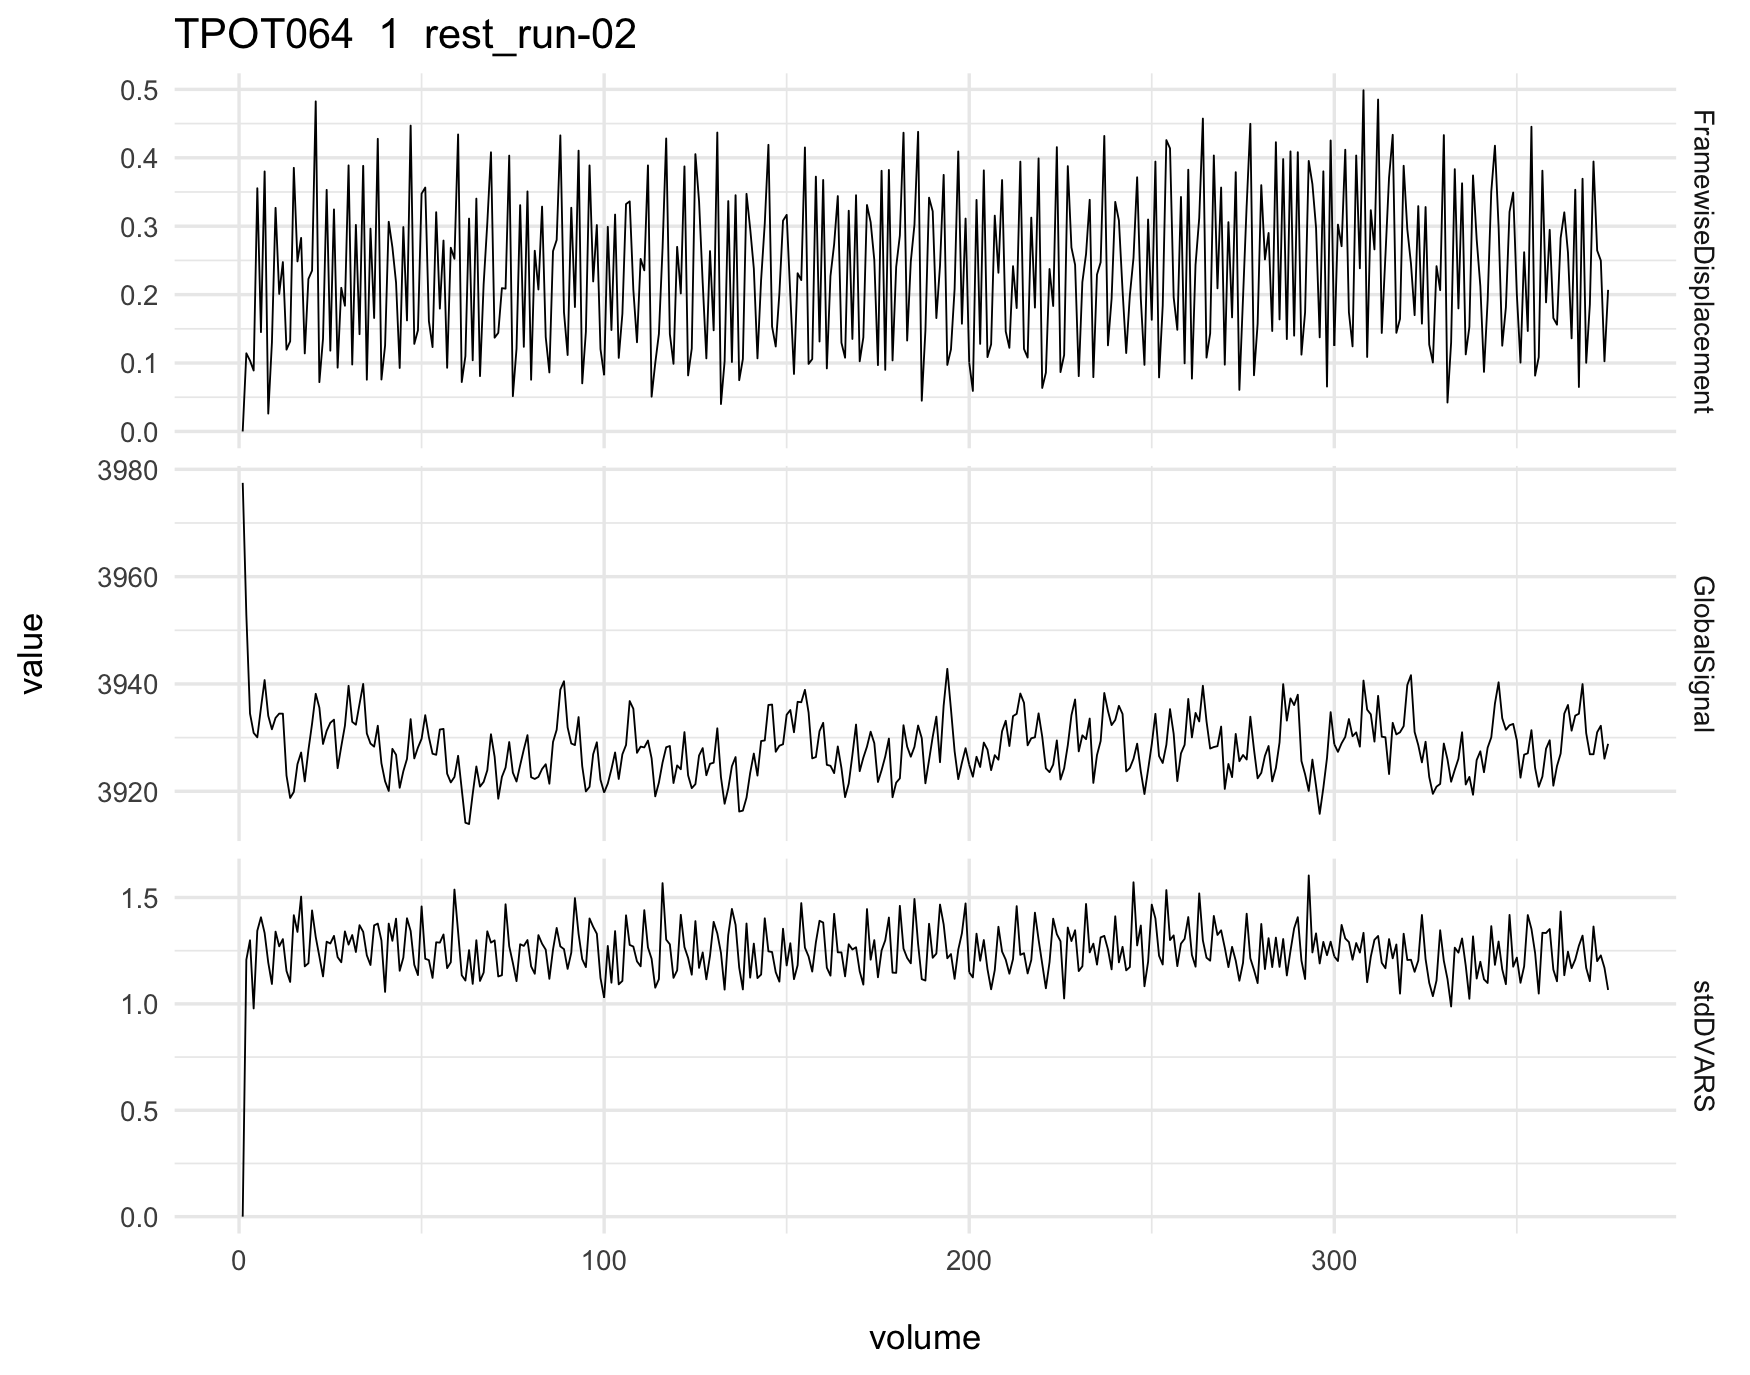 TPOT064 1 rest_run-02
0.5
0.4
0.3
0.2
0.1
0.0
FramewiseDisplacement
3980
3960
3940
3920
GlobalSignal
value
1.5
1.0
0.5
0.0
stdDVARS
0 100 200 300
volume